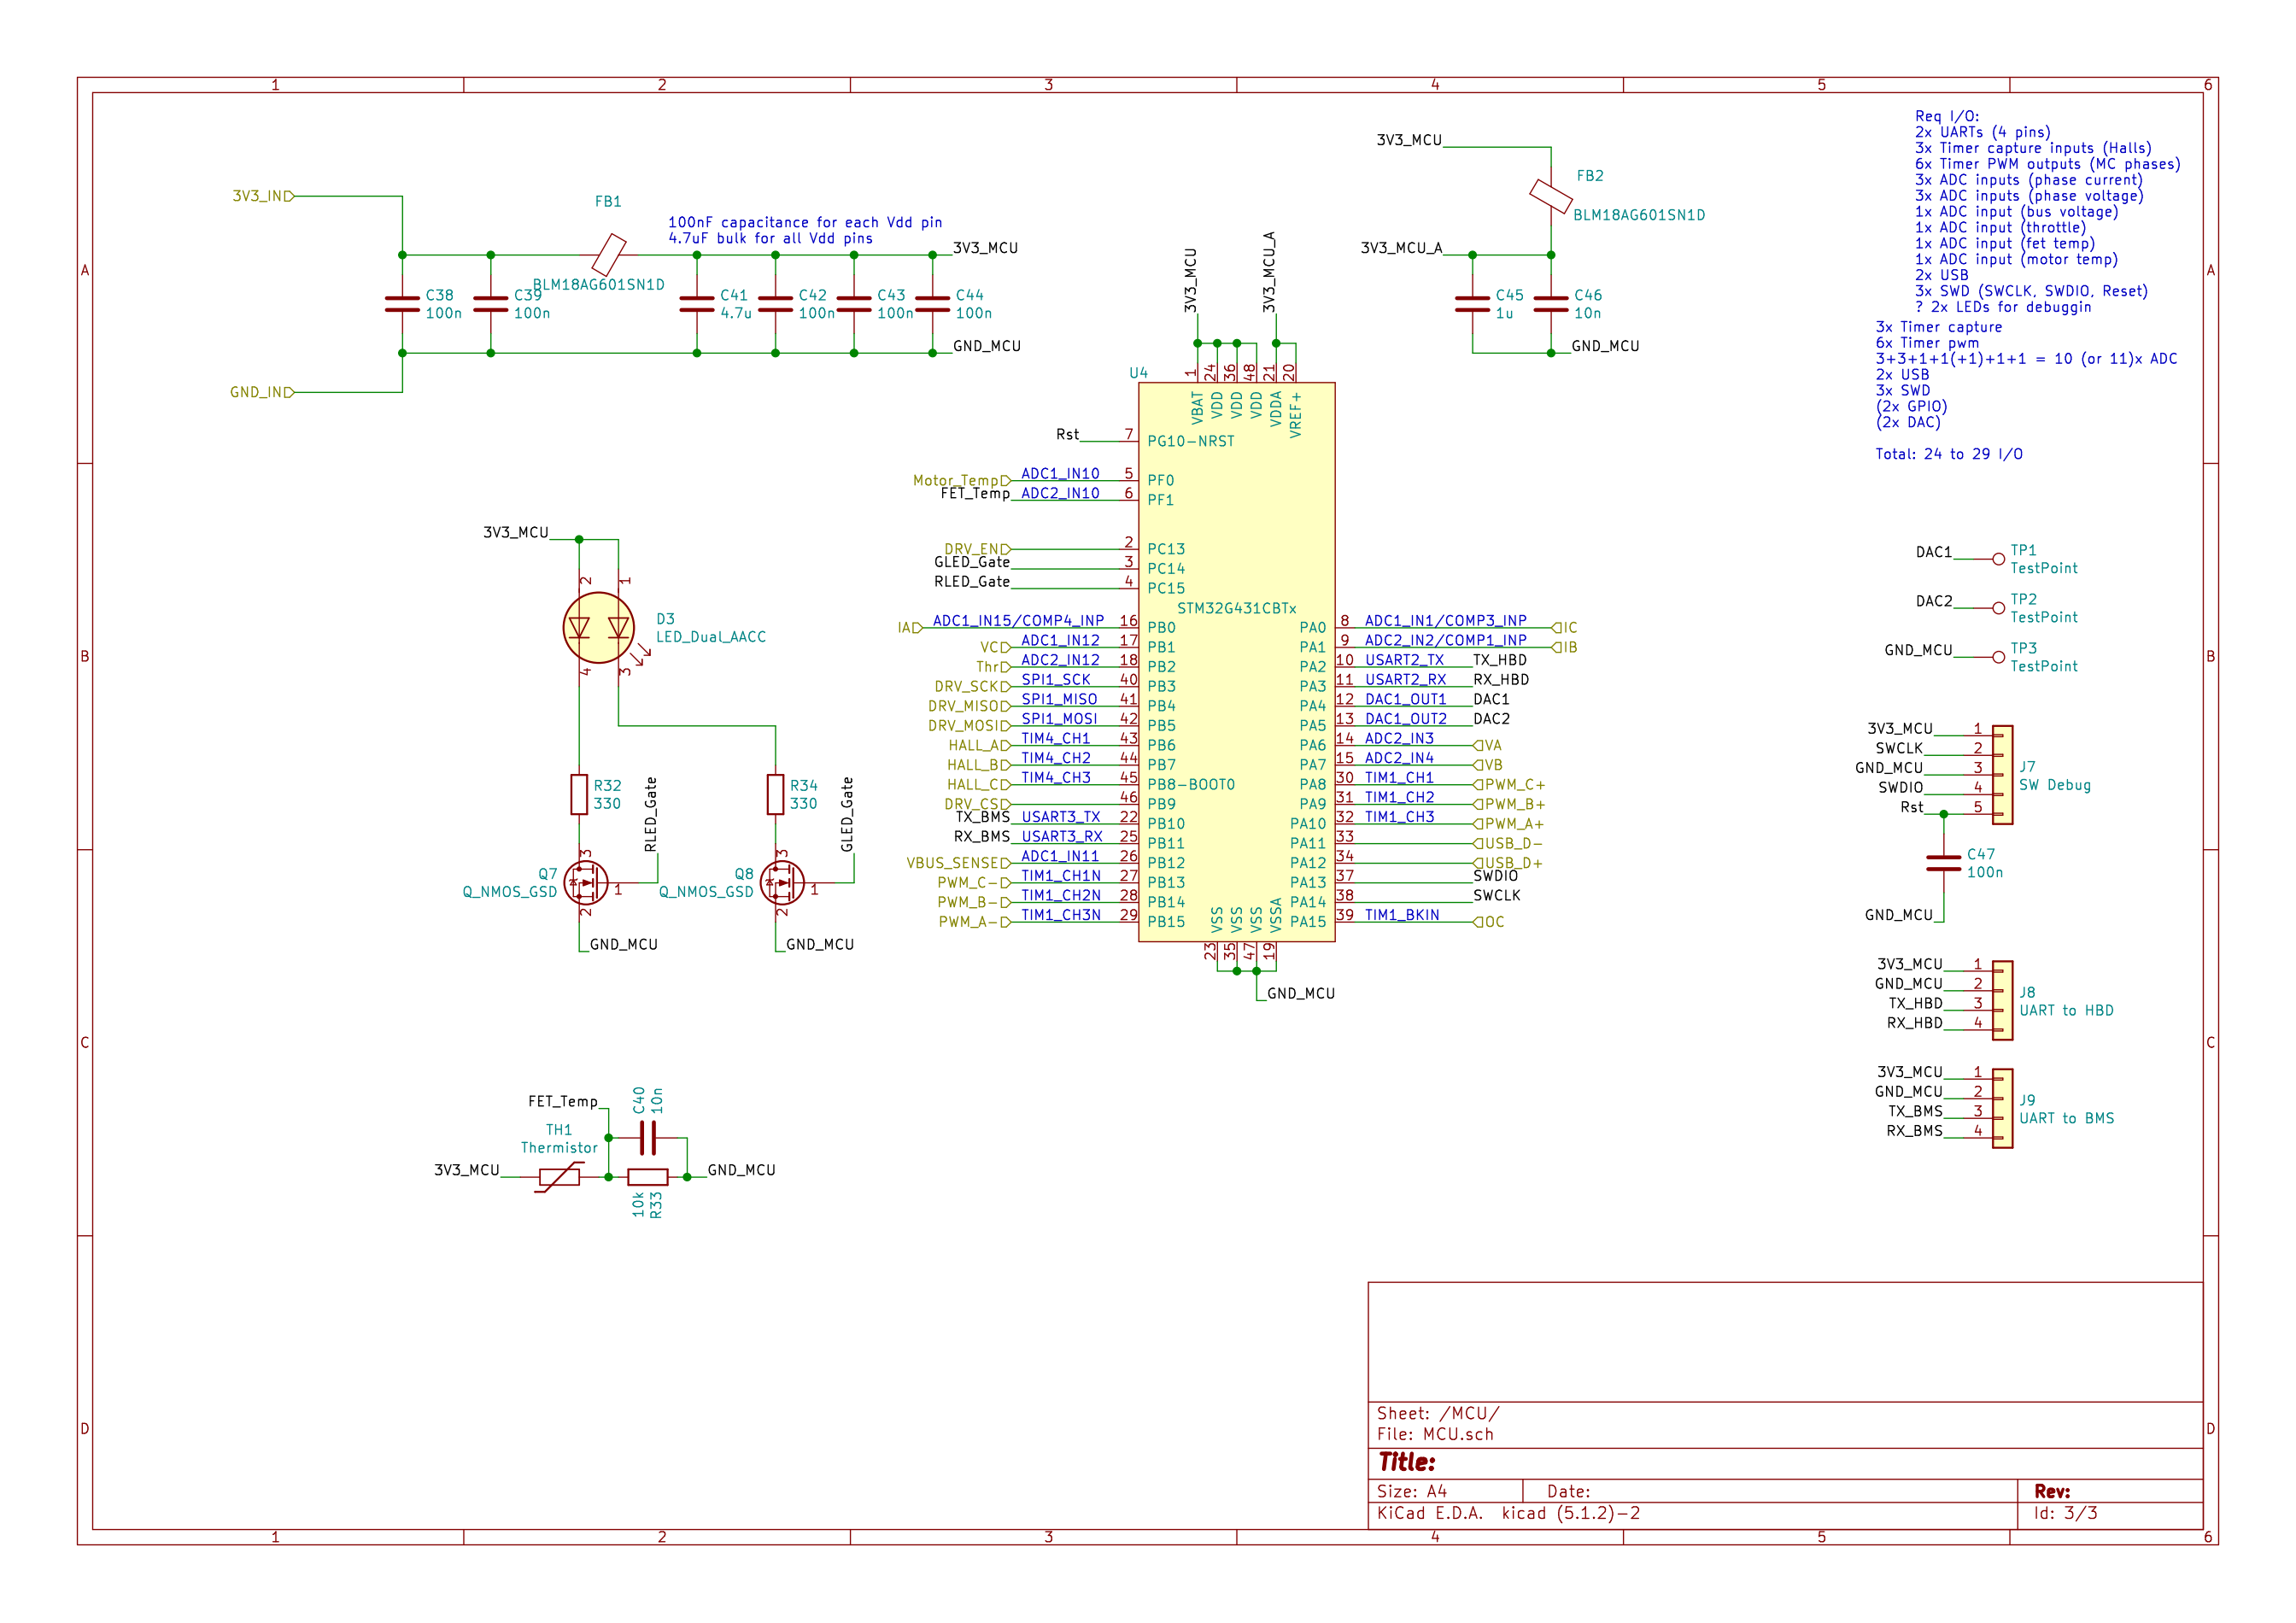 1 2 3 4 5 6
A
B
C
D
A
B
C
D
3V3_IN
GND_IN
FB1
BLM18AG601SN1D
100nF capacitance for each Vdd pin
4.7uF bulk for all Vdd pins
3V3_MCU
GND_MCU
C38
100n
C39
100n
C41
4.7u
C42
100n
C43
100n
C44
100n
3V3_MCU
FB2
BLM18AG601SN1D
3V3_MCU_A
C45
1u
C46
10n
GND_MCU
Req I/O:
2x UARTs (4 pins)
3x Timer capture inputs (Halls)
6x Timer PWM outputs (MC phases)
3x ADC inputs (phase current)
3x ADC inputs (phase voltage)
1x ADC input (bus voltage)
1x ADC input (throttle)
1x ADC input (fet temp)
1x ADC input (motor temp)
2x USB
3x SWD (SWCLK, SWDIO, Reset)
? 2x LEDs for debuggin
3x Timer capture
6x Timer pwm
3+3+1+1(+1)+1+1 = 10 (or 11)x ADC
2x USB
3x SWD
(2x GPIO)
(2x DAC)
Total: 24 to 29 I/O
3V3_MCU
3V3_MCU_A
U4
1 24 36 48 21 20
VBAT VDD VDD VDD VDDA VREF+
STM32G431CBTx
Rst 7 PG10-NRST
Motor_Temp ADC1_IN10 5 PF0
FET_Temp ADC2_IN10 6 PF1
DRV_EN 2 PC13
GLED_Gate 3 PC14
RLED_Gate 4 PC15
IA ADC1_IN15/COMP4_INP 16 PB0
VC ADC1_IN12 17 PB1
Thr ADC2_IN12 18 PB2
DRV_SCK SPI1_SCK 40 PB3
DRV_MISO SPI1_MISO 41 PB4
DRV_MOSI SPI1_MOSI 42 PB5
HALL_A TIM4_CH1 43 PB6
HALL_B TIM4_CH2 44 PB7
HALL_C TIM4_CH3 45 PB8-BOOT0
DRV_CS 46 PB9
TX_BMS USART3_TX 22 PB10
RX_BMS USART3_RX 25 PB11
VBUS_SENSE ADC1_IN11 26 PB12
PWM_C- TIM1_CH1N 27 PB13
PWM_B- TIM1_CH2N 28 PB14
PWM_A- TIM1_CH3N 29 PB15
PA0 8 ADC1_IN1/COMP3_INP IC
PA1 9 ADC2_IN2/COMP1_INP IB
PA2 10 USART2_TX TX_HBD
PA3 11 USART2_RX RX_HBD
PA4 12 DAC1_OUT1 DAC1
PA5 13 DAC1_OUT2 DAC2
PA6 14 ADC2_IN3 VA
PA7 15 ADC2_IN4 VB
PA8 30 TIM1_CH1 PWM_C+
PA9 31 TIM1_CH2 PWM_B+
PA10 32 TIM1_CH3 PWM_A+
PA11 33 USB_D-
PA12 34 USB_D+
PA13 37 SWDIO
PA14 38 SWCLK
PA15 39 TIM1_BKIN OC
VSS VSS VSS VSSA
23 35 47 19
GND_MCU
3V3_MCU
2 1
D3
LED_Dual_AACC
4 3
R32
330
R34
330
RLED_Gate
GLED_Gate
3
Q7
Q_NMOS_GSD
1
2
GND_MCU
3
Q8
Q_NMOS_GSD
1
2
GND_MCU
FET_Temp
C40
10n
TH1
Thermistor
3V3_MCU
GND_MCU
10k
R33
DAC1
TP1
TestPoint
DAC2
TP2
TestPoint
GND_MCU
TP3
TestPoint
3V3_MCU 1
SWCLK 2
GND_MCU 3
SWDIO 4
Rst 5
J7
SW Debug
C47
100n
GND_MCU
3V3_MCU 1
GND_MCU 2
TX_HBD 3
RX_HBD 4
J8
UART to HBD
3V3_MCU 1
GND_MCU 2
TX_BMS 3
RX_BMS 4
J9
UART to BMS
Sheet: /MCU/
File: MCU.sch
Title:
Size: A4 Date: Rev:
KiCad E.D.A. kicad (5.1.2)-2 Id: 3/3
1 2 3 4 5 6